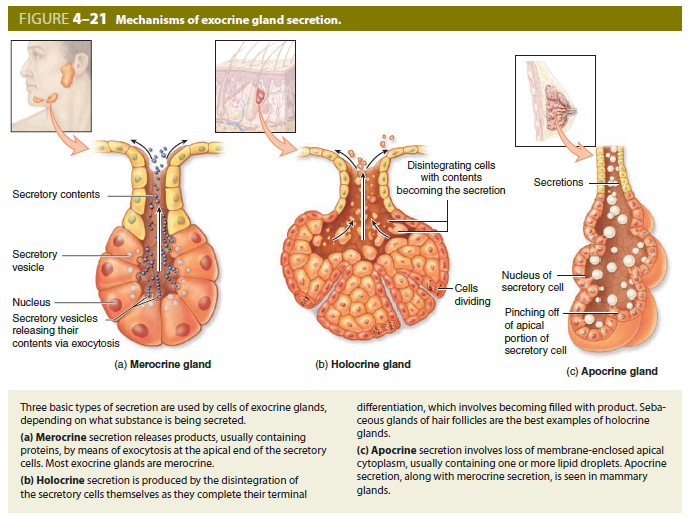 FIGURE 4–21 Mechanisms of exocrine gland secretion.
Secretory contents
Secretory
vesicle
Nucleus
Secretory vesicles
releasing their
contents via exocytosis
(a) Merocrine gland
Disintegrating cells
with contents
becoming the secretion
Cells
dividing
(b) Holocrine gland
Secretions
Nucleus of
secretory cell
Pinching off
of apical
portion of
secretory cell
(c) Apocrine gland
Three basic types of secretion are used by cells of exocrine glands,
depending on what substance is being secreted.
(a) Merocrine secretion releases products, usually containing
proteins, by means of exocytosis at the apical end of the secretory
cells. Most exocrine glands are merocrine.
(b) Holocrine secretion is produced by the disintegration of
the secretory cells themselves as they complete their terminal
differentiation, which involves becoming filled with product. Seba-
ceous glands of hair follicles are the best examples of holocrine
glands.
(c) Apocrine secretion involves loss of membrane-enclosed apical
cytoplasm, usually containing one or more lipid droplets. Apocrine
secretion, along with merocrine secretion, is seen in mammary
glands.